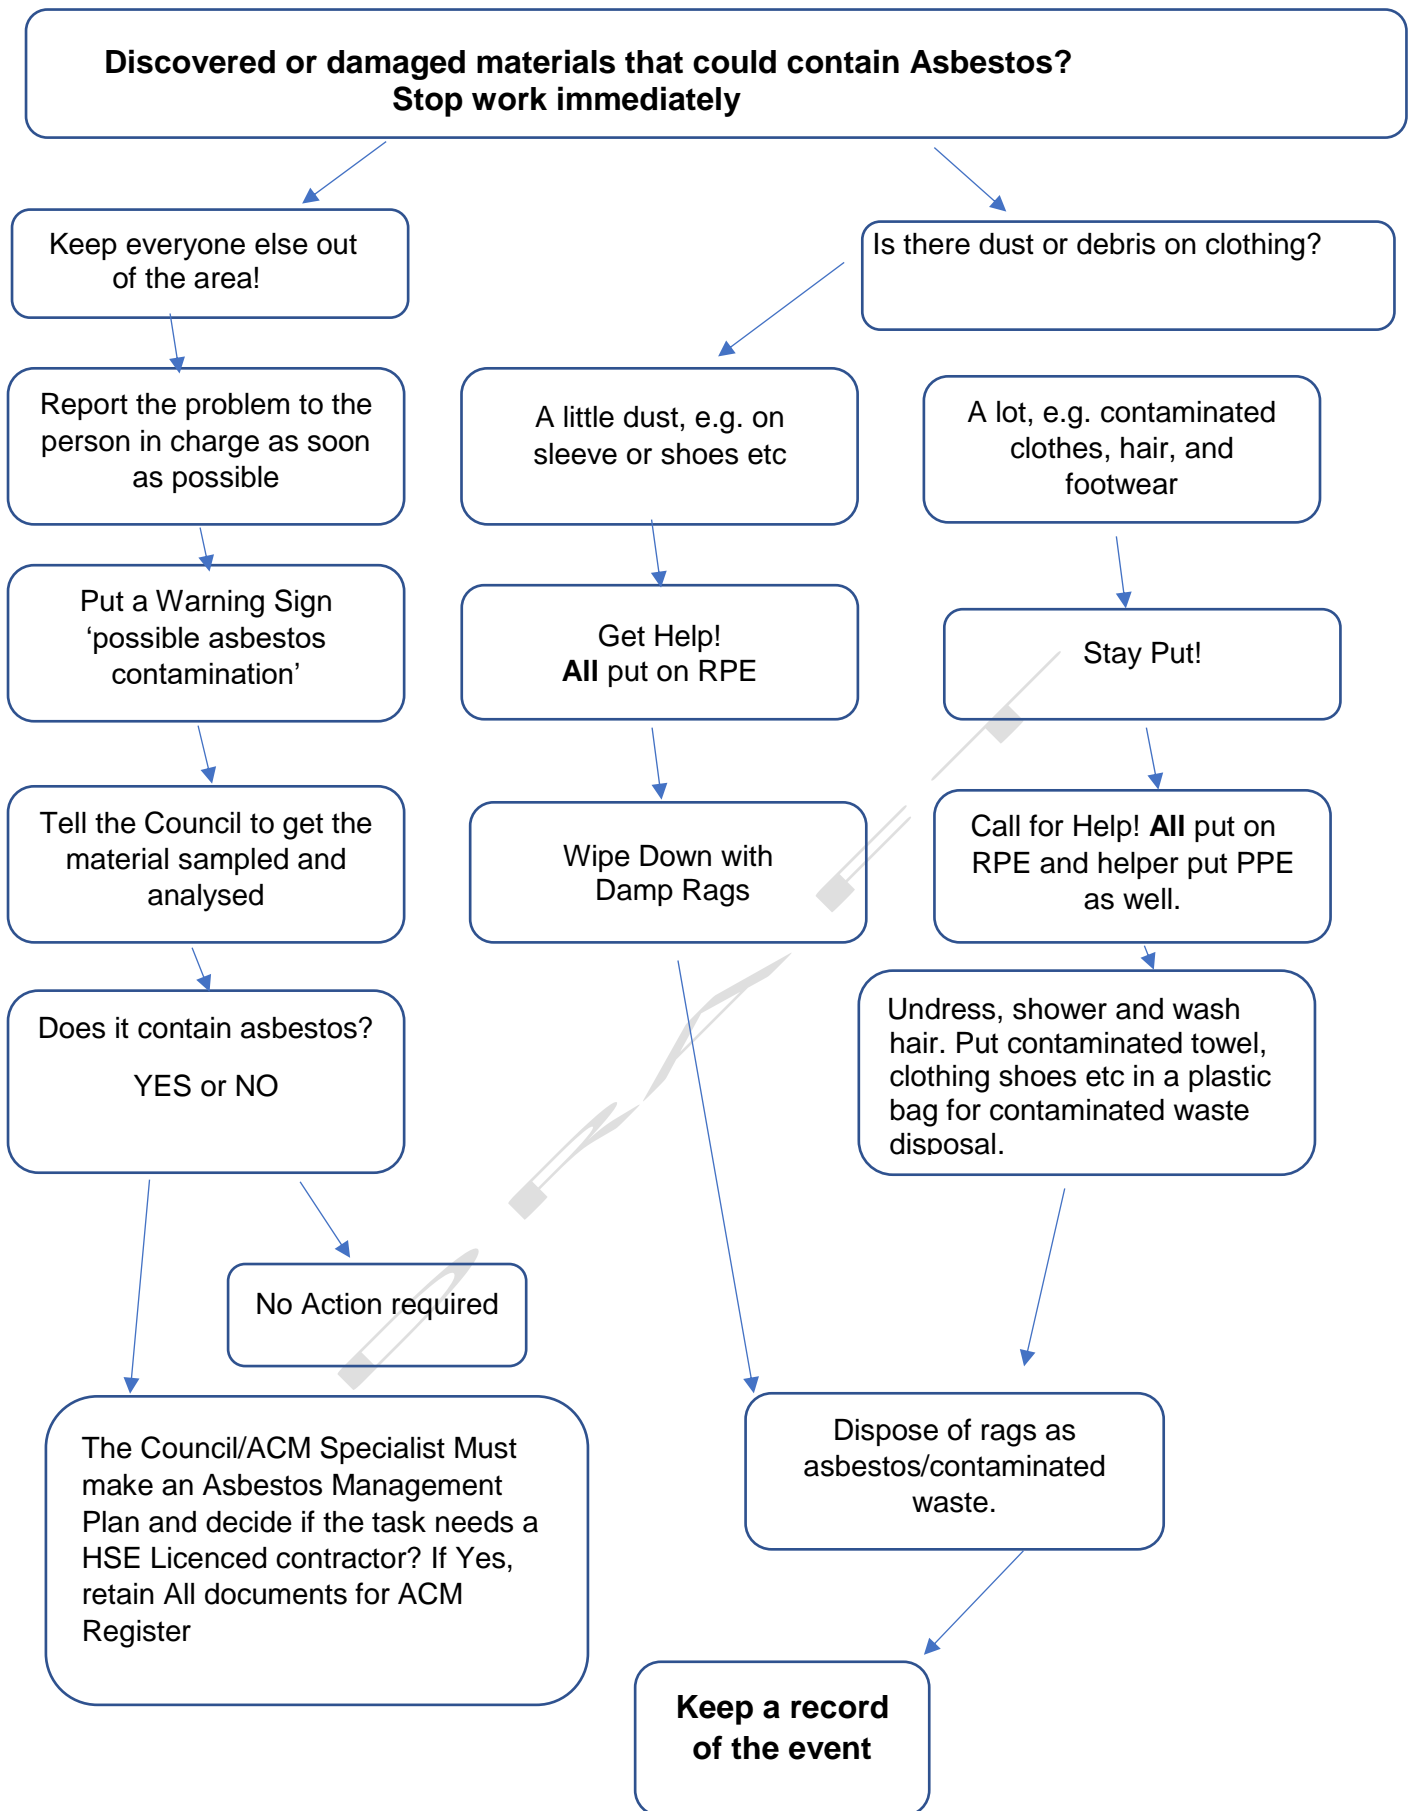 Discovered or damaged materials that could contain Asbestos?
Stop work immediately
Keep everyone else out
of the area!
Is there dust or debris on clothing?
Report the problem to the
person in charge as soon
as possible
A little dust, e.g. on
sleeve or shoes etc
A lot, e.g. contaminated
clothes, hair, and
footwear
Put a Warning Sign
‘possible asbestos
contamination’
Get Help!
All put on RPE
Stay Put!
Tell the Council to get the
material sampled and
analysed
Wipe Down with
Damp Rags
Call for Help! All put on
RPE and helper put PPE
as well.
Does it contain asbestos?
YES or NO
Undress, shower and wash
hair. Put contaminated towel,
clothing shoes etc in a plastic
bag for contaminated waste
disposal.
No Action required
The Council/ACM Specialist Must
make an Asbestos Management
Plan and decide if the task needs a
HSE Licenced contractor? If Yes,
retain All documents for ACM
Register
Dispose of rags as
asbestos/contaminated
waste.
Keep a record
of the event